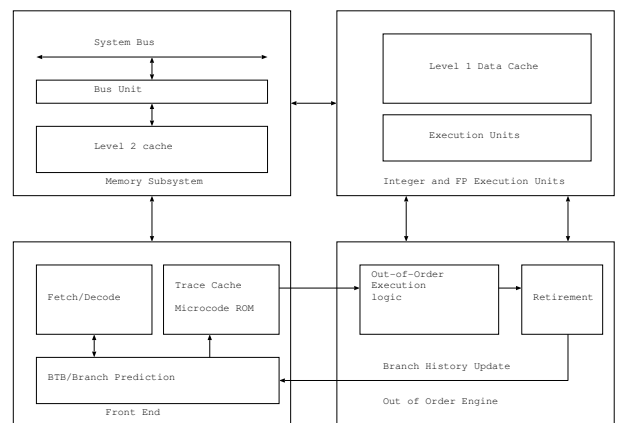 System Bus
Bus Unit
Level 2 cache
Memory Subsystem
Level 1 Data Cache
Execution Units
Integer and FP Execution Units
Fetch/Decode
Trace Cache
Microcode ROM
BTB/Branch Prediction
Front End
Out-of-Order
Execution
logic
Retirement
Branch History Update
Out of Order Engine